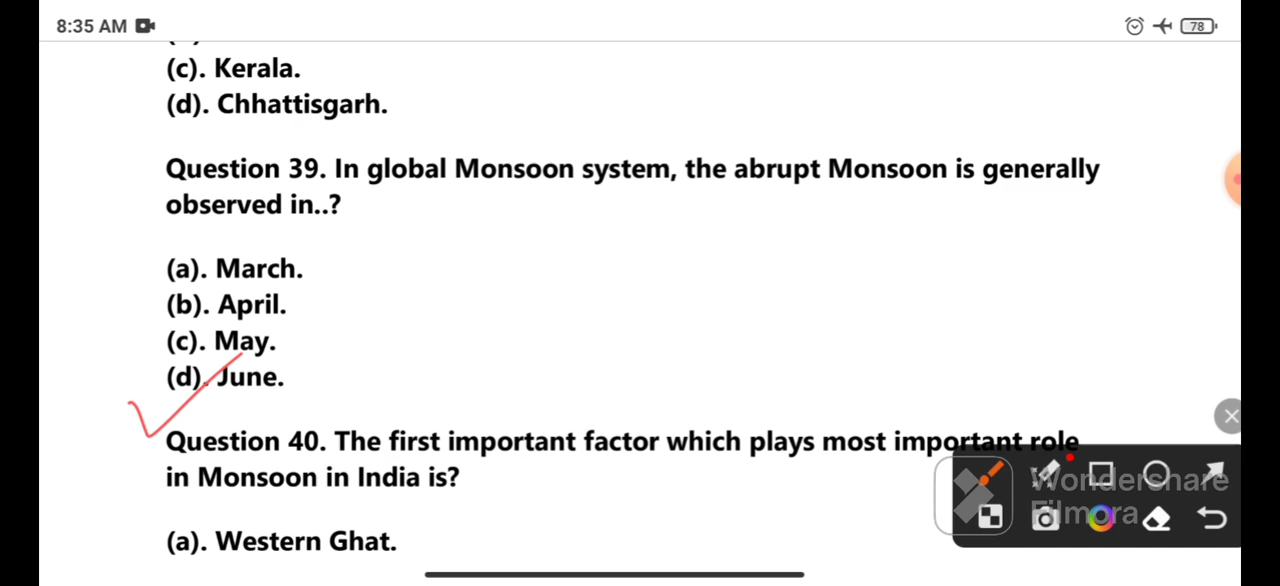 8:35 AM
78
(c). Kerala.
(d). Chhattisgarh.
Question 39. In global Monsoon system, the abrupt Monsoon is generally
observed in..?
(a). March.
(b). April.
(c). May.
(d). June.
Question 40. The first important factor which plays most important role
in Monsoon in India is?
Wondershare
Filmora
(a). Western Ghat.